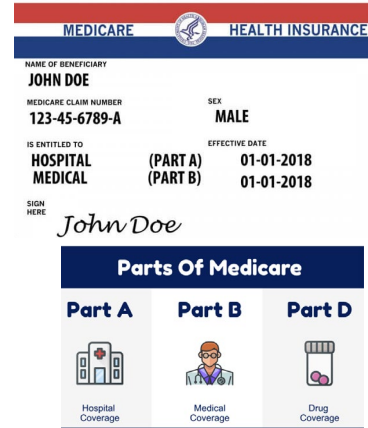 MEDICARE HEALTH INSURANCE
NAME OF BENEFICIARY
JOHN DOE
MEDICARE CLAIM NUMBER SEX
123-45-6789-A MALE
IS ENTITLED TO EFFECTIVE DATE
HOSPITAL (PART A) 01-01-2018
MEDICAL (PART B) 01-01-2018
SIGN
HERE
John Doe
Parts Of Medicare
Part A Part B Part D
Hospital Medical Drug
Coverage Coverage Coverage